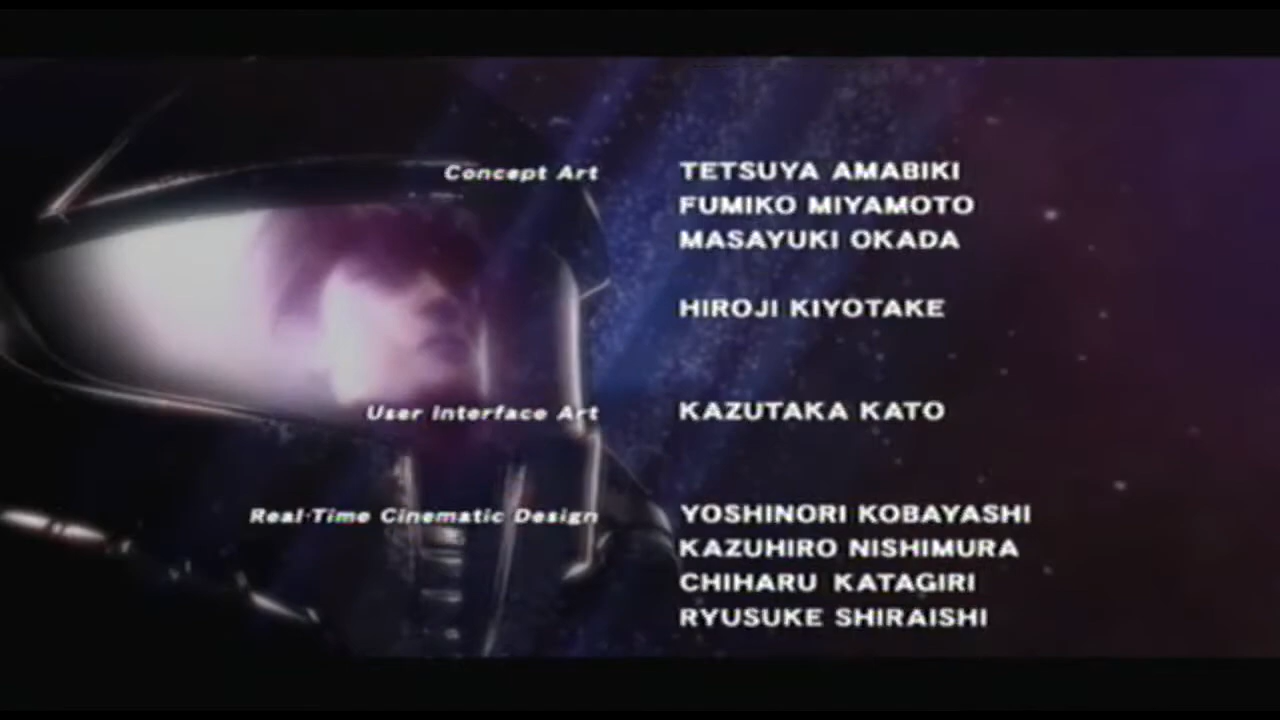 Concept Art TETSUYA AMABIKI
FUMIKO MIYAMOTO
MASAYUKI OKADA
HIROJI KIYOTAKE
User Interface Art KAZUTAKA KATO
Real-Time Cinematic Design YOSHINORI KOBAYASHI
KAZUHIRO NISHIMURA
CHIHARU KATAGIRI
RYUSUKE SHIRAISHI